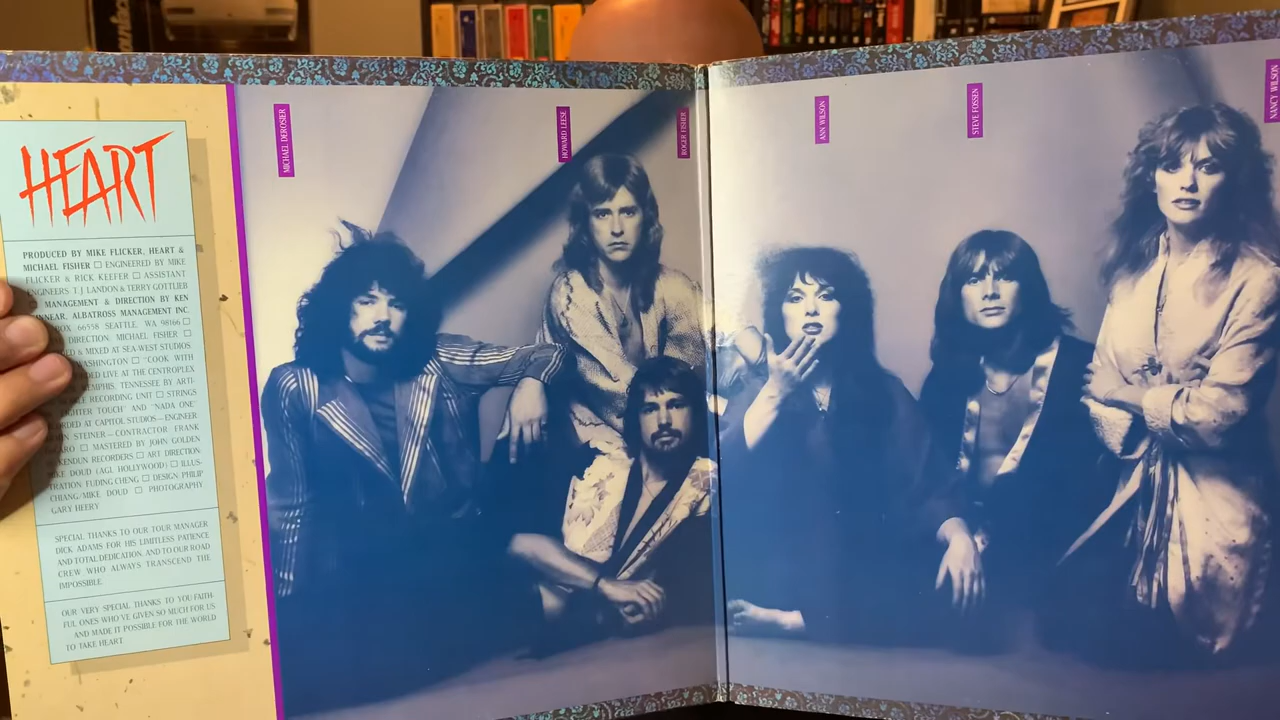 HEART
PRODUCED BY MIKE FLICKER, HEART &
MICHAEL FISHER □ ENGINEERED BY MIKE
FLICKER & RICK KEEFER □ ASSISTANT
ENGINEERS T.J. LANDON & TERRY GOTTLIEB
□ MANAGEMENT & DIRECTION BY KEN
ALBATROSS MANAGEMENT INC.
BOX 66558 SEATTLE, WA 98166 □
DIRECTION, MICHAEL FISHER □
& MIXED AT SEA-WEST STUDIOS,
WASHINGTON □ "COOK WITH
LIVE AT THE CENTROPLEX
MEMPHIS, TENNESSEE BY ARTI-
RECORDING UNIT □ STRINGS
TOUCH" AND "NADA ONE"
AT CAPITOL STUDIOS—ENGINEER
STEINER—CONTRACTOR FRANK
□ MASTERED BY JOHN GOLDEN
RECORDERS □ ART DIRECTION
MIKE DOUD (AGI, HOLLYWOOD) □ ILLUS-
TRATION FUDING CHENG □ DESIGN PHILIP
CHIANG/MIKE DOUD □ PHOTOGRAPHY
GARY HEERY
SPECIAL THANKS TO OUR TOUR MANAGER
DICK ADAMS FOR HIS LIMITLESS PATIENCE
AND TOTAL DEDICATION, AND TO OUR ROAD
CREW WHO ALWAYS TRANSCEND THE
IMPOSSIBLE.
OUR VERY SPECIAL THANKS TO YOU FAITH-
FUL ONES WHO'VE GIVEN SO MUCH FOR US
AND MADE IT POSSIBLE FOR THE WORLD
TO TAKE HEART.
MICHAEL DEROSIER
HOWARD LEESE
ROGER FISHER
ANN WILSON
STEVE FOSSEN
NANCY WILSON